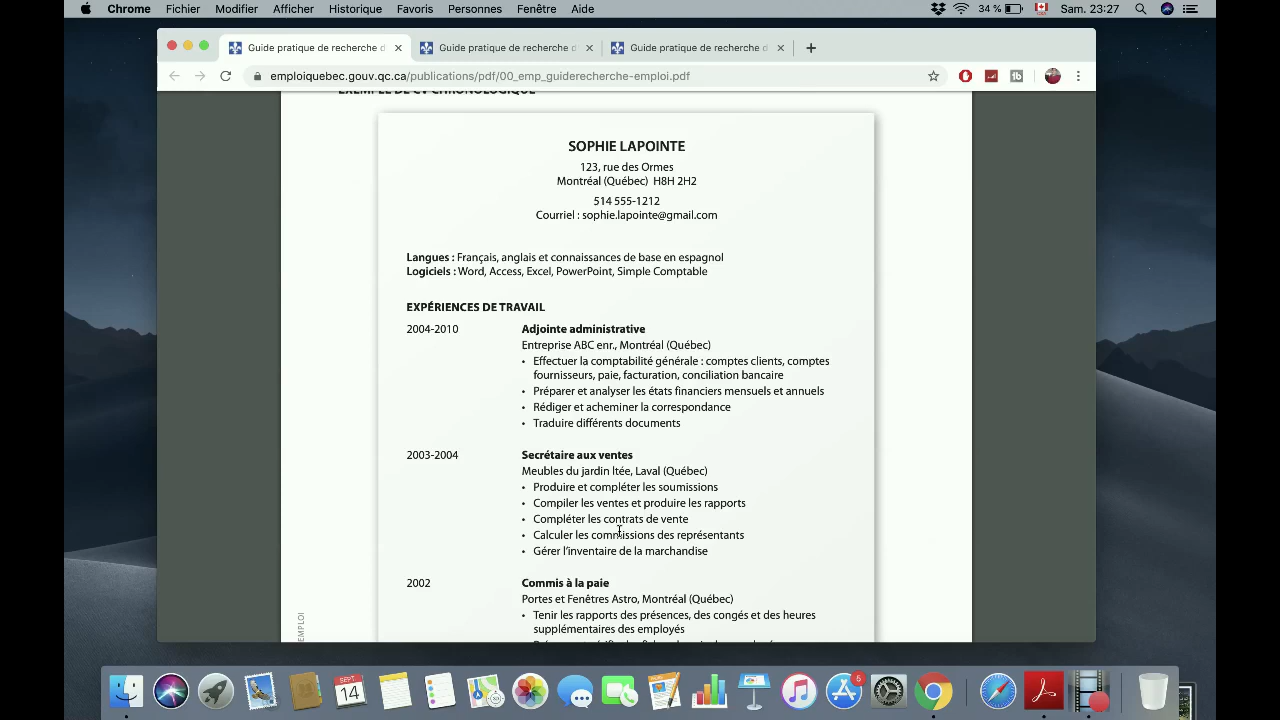 Chrome Fichier Modifier Afficher Historique Favoris Personnes Fenêtre Aide 34 % Sam. 23:27
Guide pratique de recherche d
Guide pratique de recherche d
Guide pratique de recherche d
emploiquebec.gouv.qc.ca/publications/pdf/00_emp_guiderecherche-emploi.pdf
EXEMPLE DE CV CHRONOLOGIQUE
SOPHIE LAPOINTE
123, rue des Ormes
Montréal (Québec) H8H 2H2
514 555-1212
Courriel : sophie.lapointe@gmail.com
Langues : Français, anglais et connaissances de base en espagnol
Logiciels : Word, Access, Excel, PowerPoint, Simple Comptable
EXPÉRIENCES DE TRAVAIL
2004-2010 Adjointe administrative
Entreprise ABC enr., Montréal (Québec)
• Effectuer la comptabilité générale : comptes clients, comptes
fournisseurs, paie, facturation, conciliation bancaire
• Préparer et analyser les états financiers mensuels et annuels
• Rédiger et acheminer la correspondance
• Traduire différents documents
2003-2004 Secrétaire aux ventes
Meubles du jardin ltée, Laval (Québec)
• Produire et compléter les soumissions
• Compiler les ventes et produire les rapports
• Compléter les contrats de vente
• Calculer les commissions des représentants
• Gérer l'inventaire de la marchandise
2002 Commis à la paie
Portes et Fenêtres Astro, Montréal (Québec)
• Tenir les rapports des présences, des congés et des heures
supplémentaires des employés
EMPLOI
SEPT
14
5